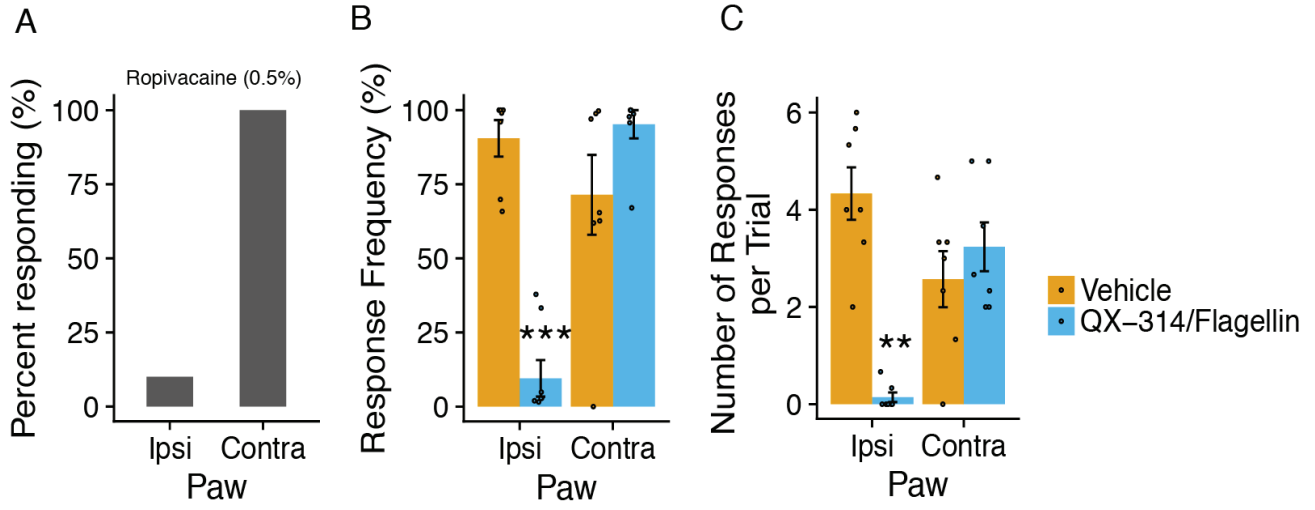 A
Ropivacaine (0.5%)
Percent responding (%)
100
75
50
25
0
Ipsi Contra
Paw
B
Response Frequency (%)
100
75
50
25
0
***
Ipsi Contra
Paw
C
Number of Responses
per Trial
6
4
2
0
**
Ipsi Contra
Paw
Vehicle
QX−314/Flagellin